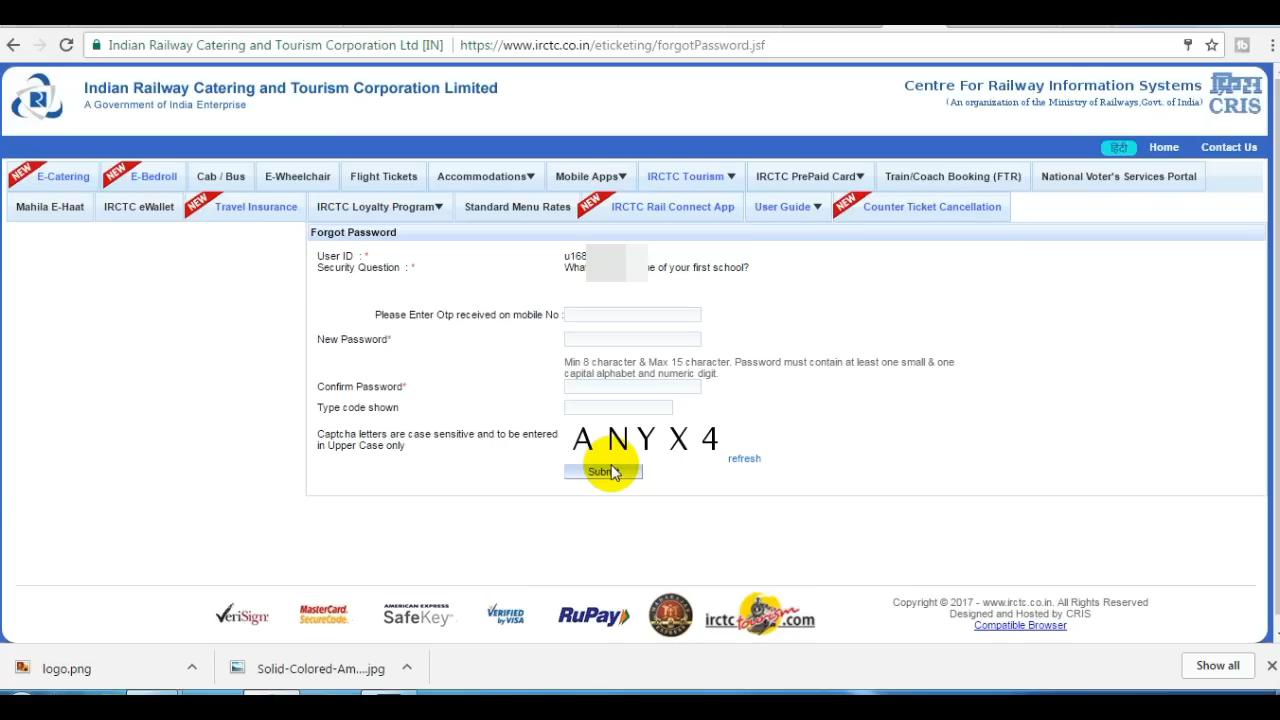 Indian Railway Catering and Tourism Corporation Ltd [IN] https://www.irctc.co.in/eticketing/forgotPassword.jsf
Indian Railway Catering and Tourism Corporation Limited
A Government of India Enterprise
Centre For Railway Information Systems
(An organization of the Ministry of Railways,Govt. of India)
CRIS
हिंदी Home Contact Us
NEW E-Catering NEW E-Bedroll Cab / Bus E-Wheelchair Flight Tickets Accommodations▼ Mobile Apps▼ IRCTC Tourism ▼ IRCTC PrePaid Card▼ Train/Coach Booking (FTR) National Voter's Services Portal
Mahila E-Haat IRCTC eWallet NEW Travel Insurance IRCTC Loyalty Program▼ Standard Menu Rates NEW IRCTC Rail Connect App User Guide ▼ NEW Counter Ticket Cancellation
Forgot Password
User ID : * u168
Security Question : * What e of your first school?
Please Enter Otp received on mobile No :
New Password*
Min 8 character & Max 15 character. Password must contain at least one small & one
capital alphabet and numeric digit.
Confirm Password*
Type code shown
Captcha letters are case sensitive and to be entered
in Upper Case only
A N Y X 4
refresh
Submit
VeriSign
MasterCard.
SecureCode.
AMERICAN EXPRESS
SafeKey
VERIFIED
by VISA
RuPay
irctc tourism .com
Copyright © 2017 - www.irctc.co.in. All Rights Reserved
Designed and Hosted by CRIS
Compatible Browser
logo.png Solid-Colored-Am....jpg Show all